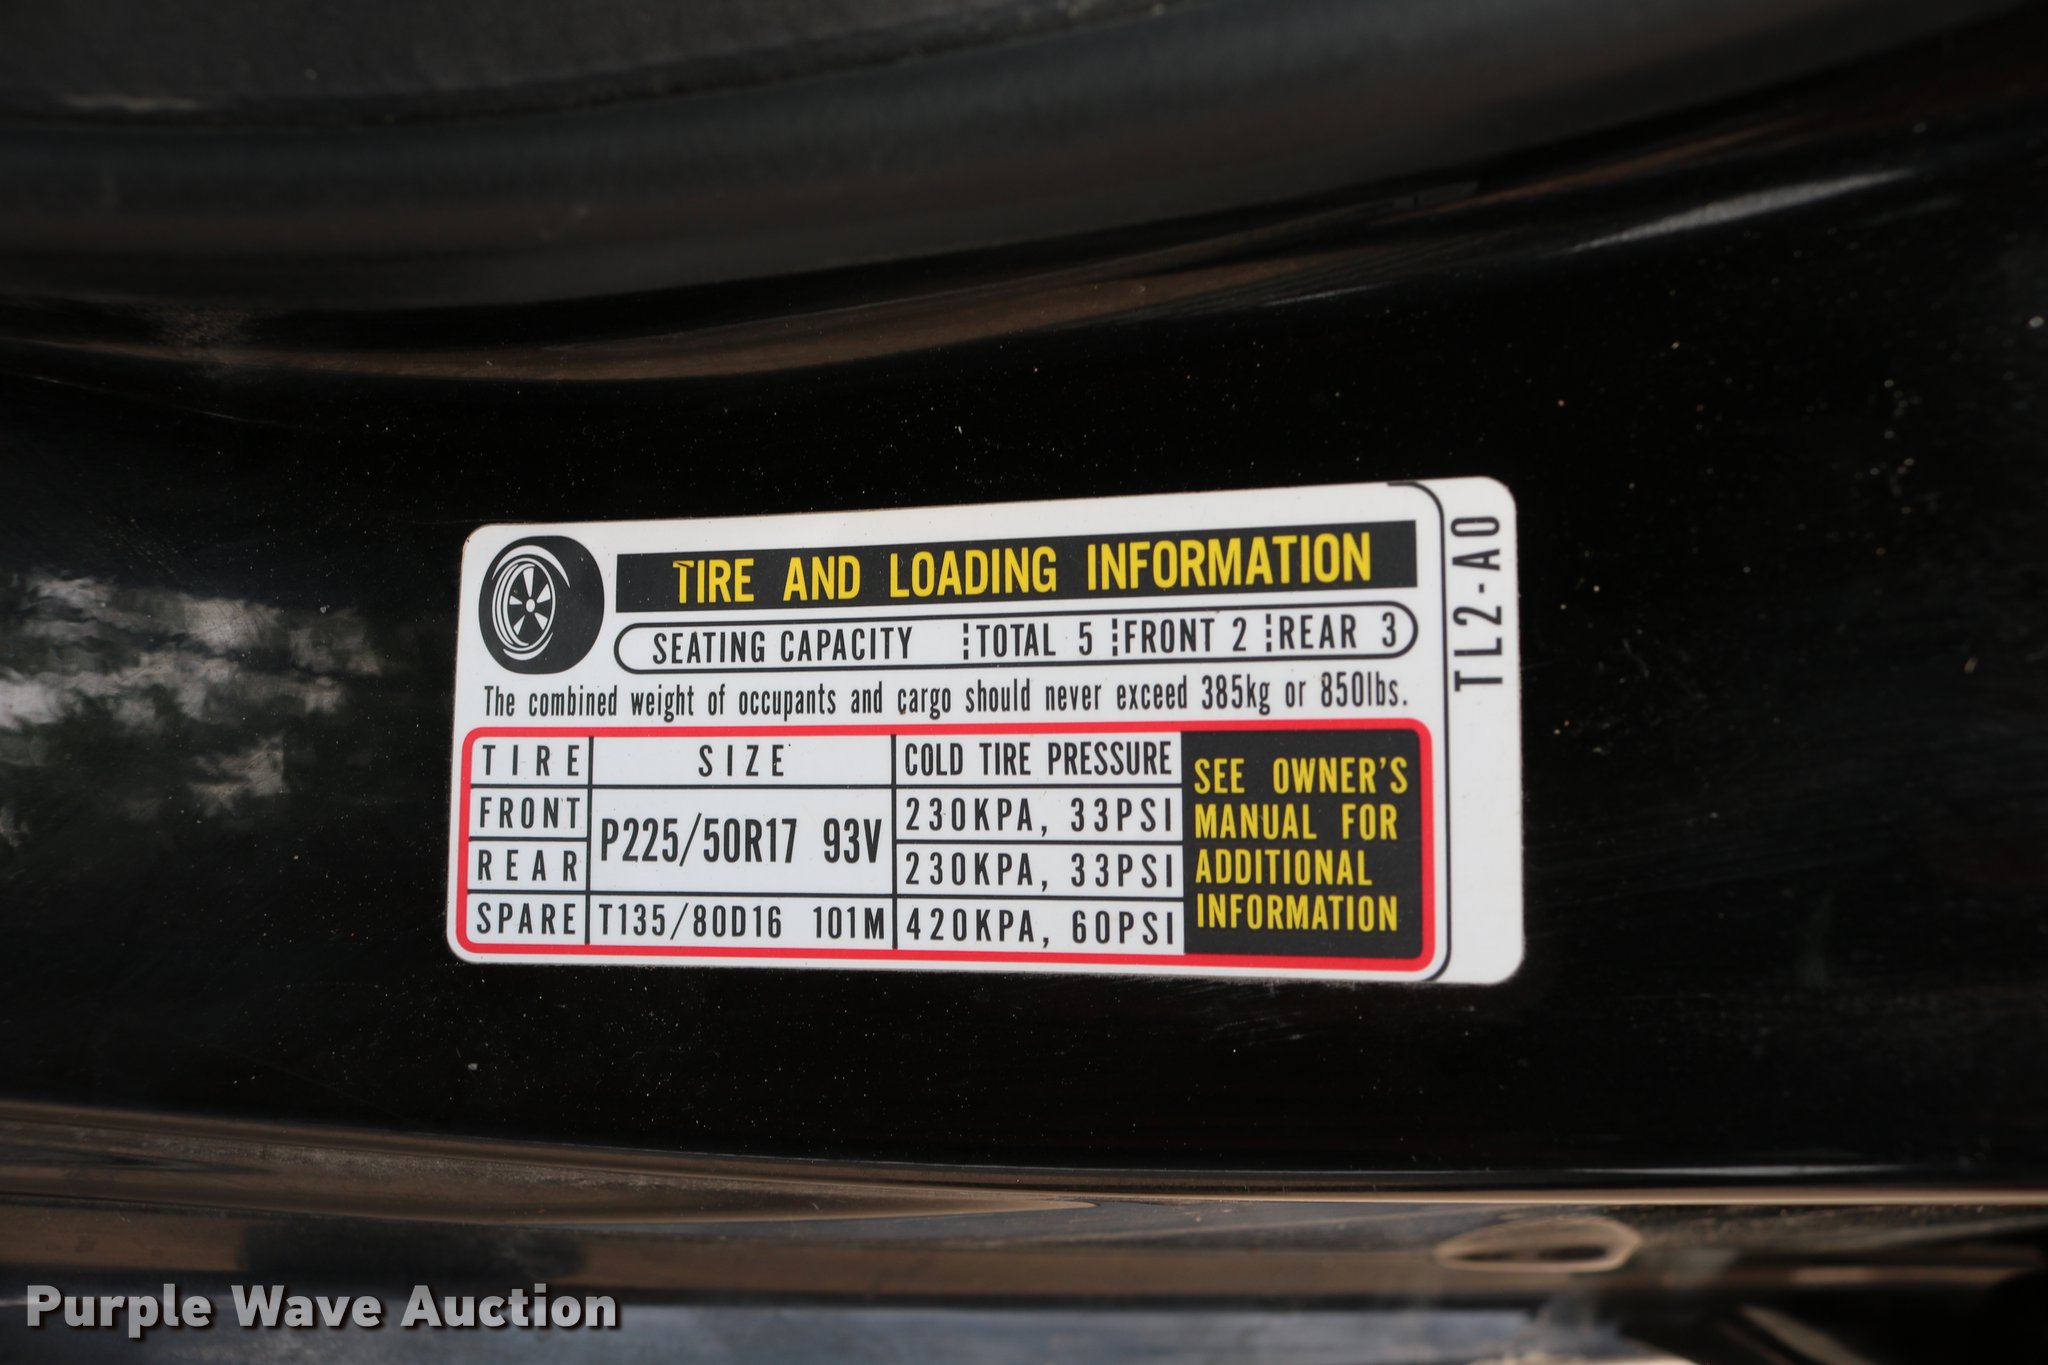 TIRE AND LOADING INFORMATION
SEATING CAPACITY TOTAL 5 FRONT 2 REAR 3
The combined weight of occupants and cargo should never exceed 385kg or 850lbs.
TIRE SIZE COLD TIRE PRESSURE
FRONT P225/50R17 93V 230KPA, 33PSI
REAR 230KPA, 33PSI
SPARE T135/80D16 101M 420KPA, 60PSI
SEE OWNER'S
MANUAL FOR
ADDITIONAL
INFORMATION
TL2-A0
Purple Wave Auction